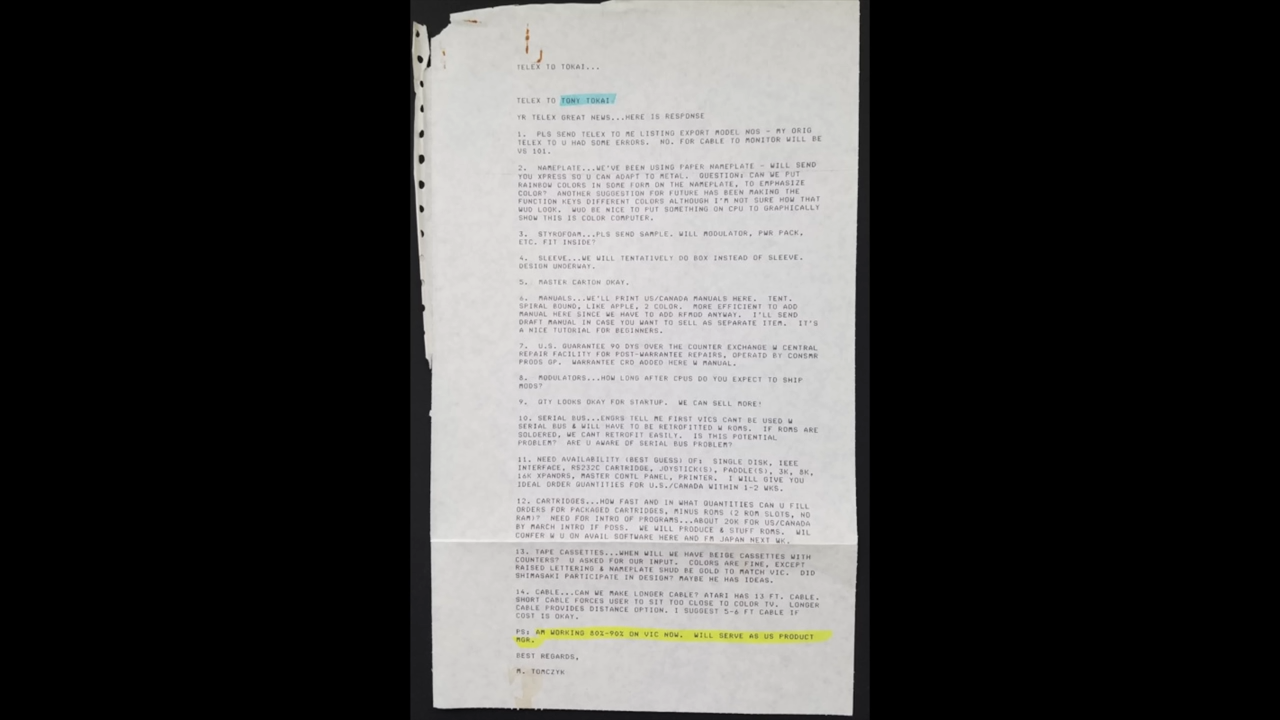 TELEX TO TOKAI...
TELEX TO TONY TOKAI.
YR TELEX GREAT NEWS...HERE IS RESPONSE
1. PLS SEND TELEX TO ME LISTING EXPORT MODEL NOS - MY ORIG
TELEX TO U HAD SOME ERRORS. NO. FOR CABLE TO MONITOR WILL BE
VS 101.
2. NAMEPLATE...WE'VE BEEN USING PAPER NAMEPLATE - WILL SEND
YOU XPRESS SO U CAN ADAPT TO METAL. QUESTION: CAN WE PUT
RAINBOW COLORS IN SOME FORM ON THE NAMEPLATE, TO EMPHASIZE
COLOR? ANOTHER SUGGESTION FOR FUTURE HAS BEEN MAKING THE
FUNCTION KEYS DIFFERENT COLORS ALTHOUGH I'M NOT SURE HOW THAT
WUD LOOK. WUD BE NICE TO PUT SOMETHING ON CPU TO GRAPHICALLY
SHOW THIS IS COLOR COMPUTER.
3. STYROFOAM...PLS SEND SAMPLE. WILL MODULATOR, PWR PACK,
ETC. FIT INSIDE?
4. SLEEVE...WE WILL TENTATIVELY DO BOX INSTEAD OF SLEEVE.
DESIGN UNDERWAY.
5. MASTER CARTON OKAY.
6. MANUALS...WE'LL PRINT US/CANADA MANUALS HERE. TENT.
SPIRAL BOUND, LIKE APPLE, 2 COLOR. MORE EFFICIENT TO ADD
MANUAL HERE SINCE WE HAVE TO ADD RFMOD ANYWAY. I'LL SEND
DRAFT MANUAL IN CASE YOU WANT TO SELL AS SEPARATE ITEM. IT'S
A NICE TUTORIAL FOR BEGINNERS.
7. U.S. GUARANTEE 90 DYS OVER THE COUNTER EXCHANGE W CENTRAL
REPAIR FACILITY FOR POST-WARRANTEE REPAIRS, OPERATD BY CONSMR
PRODS GP. WARRANTEE CRD ADDED HERE W MANUAL.
8. MODULATORS...HOW LONG AFTER CPUS DO YOU EXPECT TO SHIP
MODS?
9. QTY LOOKS OKAY FOR STARTUP. WE CAN SELL MORE!
10. SERIAL BUS...ENGRS TELL ME FIRST VICS CANT BE USED W
SERIAL BUS & WILL HAVE TO BE RETROFITTED W ROMS. IF ROMS ARE
SOLDERED, WE CANT RETROFIT EASILY. IS THIS POTENTIAL
PROBLEM? ARE U AWARE OF SERIAL BUS PROBLEM?
11. NEED AVAILABILITY (BEST GUESS) OF: SINGLE DISK, IEEE
INTERFACE, RS232C CARTRIDGE, JOYSTICK(S), PADDLE(S), 3K, 8K,
16K XPANDRS, MASTER CONTL PANEL, PRINTER. I WILL GIVE YOU
IDEAL ORDER QUANTITIES FOR U.S./CANADA WITHIN 1-2 WKS.
12. CARTRIDGES...HOW FAST AND IN WHAT QUANTITIES CAN U FILL
ORDERS FOR PACKAGED CARTRIDGES, MINUS ROMS (2 ROM SLOTS, NO
RAM)? NEED FOR INTRO OF PROGRAMS...ABOUT 20K FOR US/CANADA
BY MARCH INTRO IF POSS. WE WILL PRODUCE & STUFF ROMS. WIL
CONFER W U ON AVAIL SOFTWARE HERE AND FM JAPAN NEXT WK.
13. TAPE CASSETTES...WHEN WILL WE HAVE BEIGE CASSETTES WITH
COUNTERS? U ASKED FOR OUR INPUT. COLORS ARE FINE, EXCEPT
RAISED LETTERING & NAMEPLATE SHUD BE GOLD TO MATCH VIC. DID
SHIMASAKI PARTICIPATE IN DESIGN? MAYBE HE HAS IDEAS.
14. CABLE...CAN WE MAKE LONGER CABLE? ATARI HAS 13 FT. CABLE.
SHORT CABLE FORCES USER TO SIT TOO CLOSE TO COLOR TV. LONGER
CABLE PROVIDES DISTANCE OPTION. I SUGGEST 5-6 FT CABLE IF
COST IS OKAY.
PS: AM WORKING 80%-90% ON VIC NOW. WILL SERVE AS US PRODUCT
MGR.
BEST REGARDS,
M. TOMCZYK